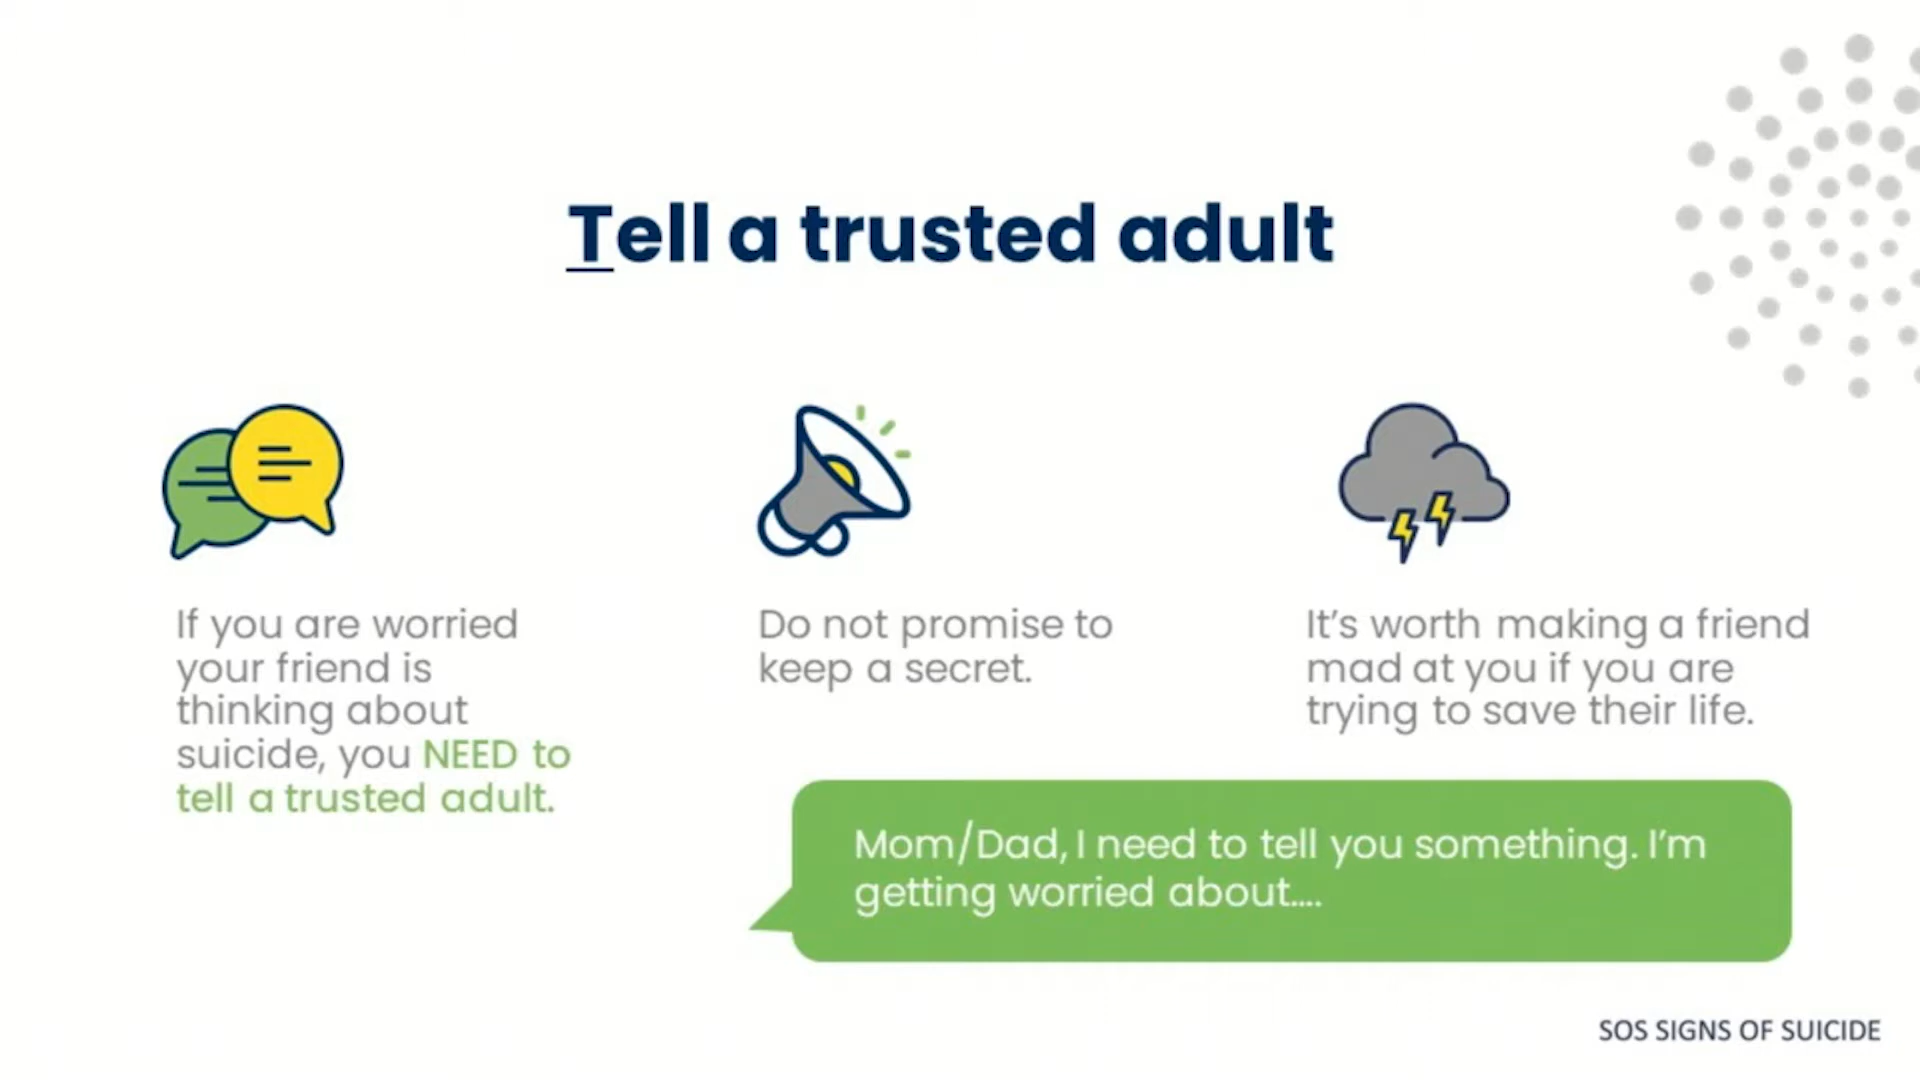 Tell a trusted adult
If you are worried
your friend is
thinking about
suicide, you NEED to
tell a trusted adult.
Do not promise to
keep a secret.
It's worth making a friend
mad at you if you are
trying to save their life.
Mom/Dad, I need to tell you something. I'm
getting worried about....
SOS SIGNS OF SUICIDE